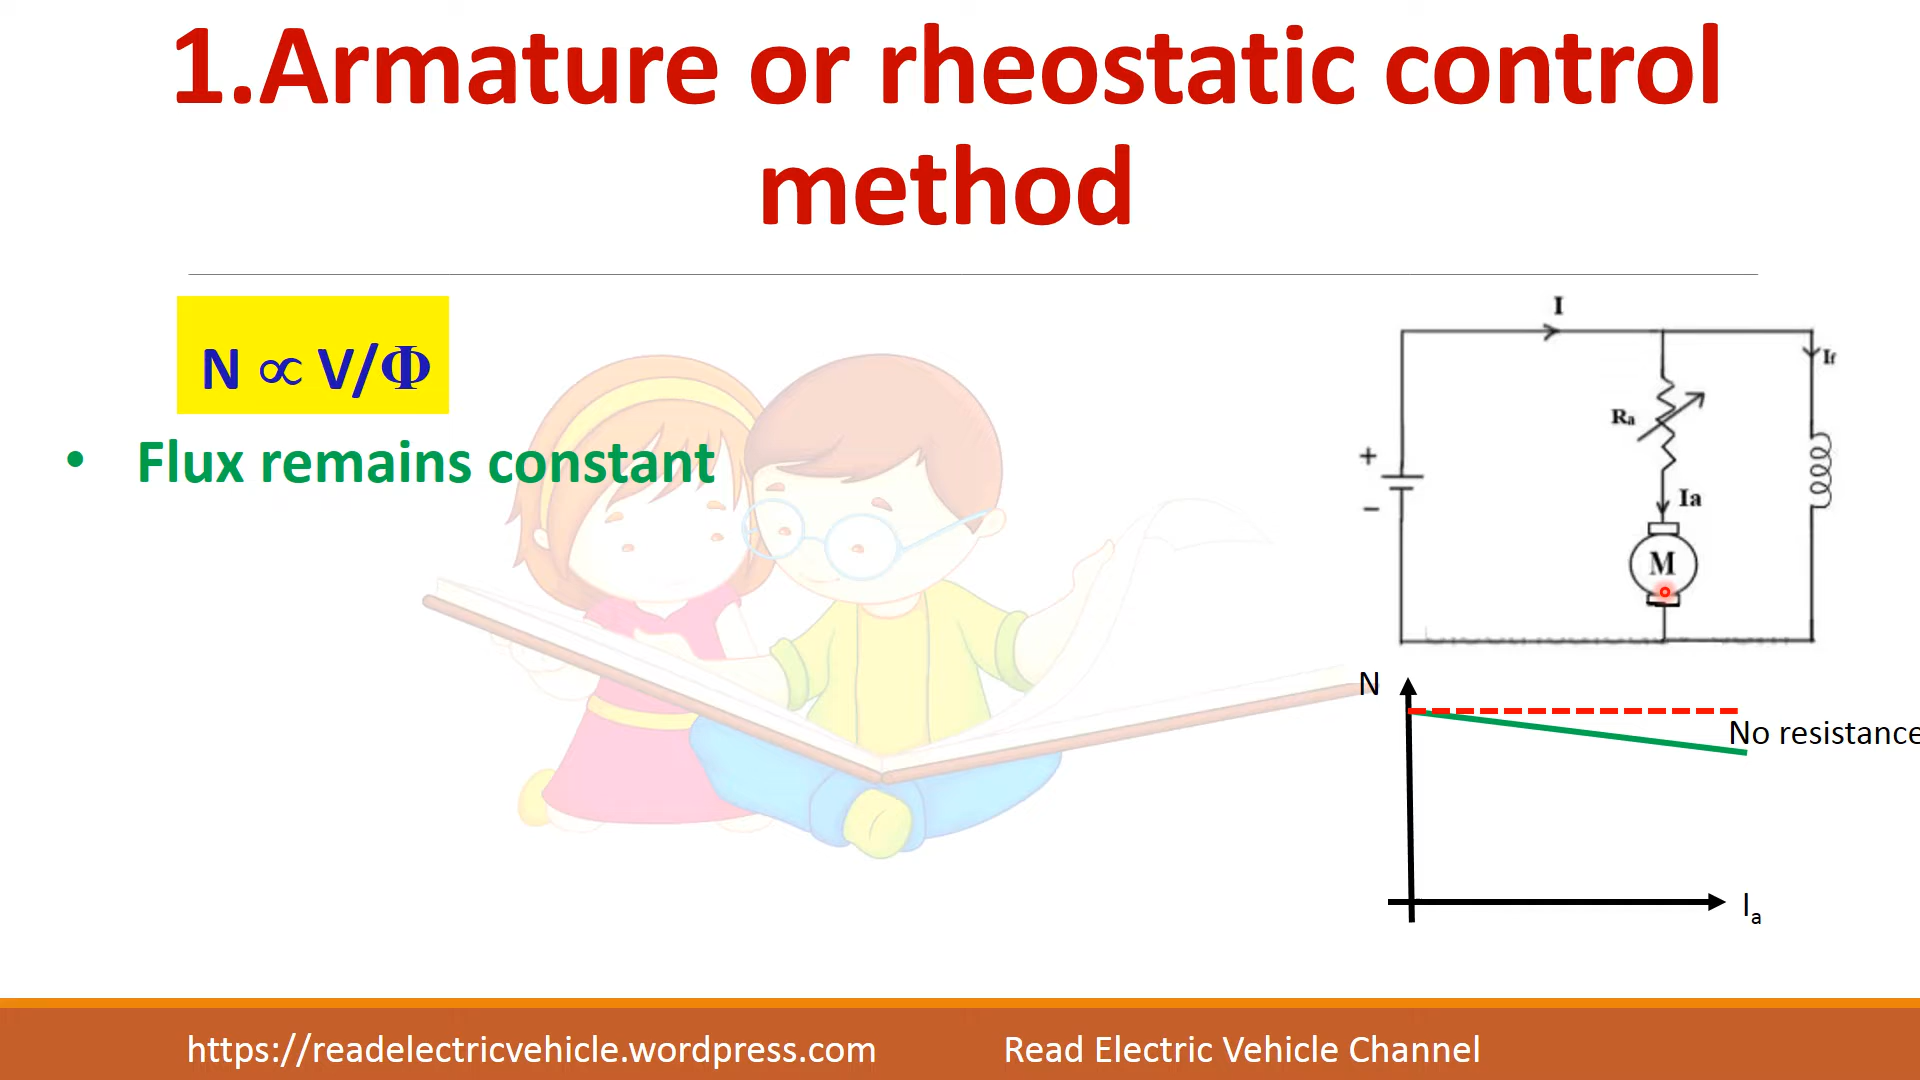 1.Armature or rheostatic control
method
N ∝ V/Φ
• Flux remains constant
I
If
Ra
+
Ia
−
M
N
No resistance
Ia
https://readelectricvehicle.wordpress.com
Read Electric Vehicle Channel